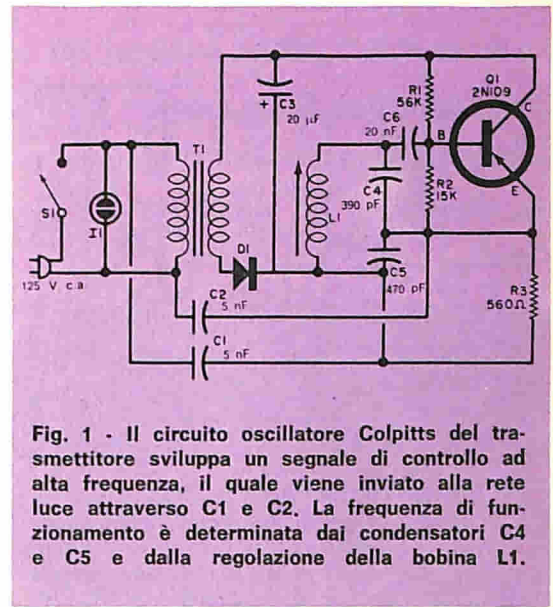 Q1
2N109
R1
56K
C
C6
20 nF
B
+ C3
20 µF
T1
R2
15K
E
C4
390 pF
S1
I1
L1
D1
C5
470 pF
R3
560Ω
125 V c.a
C2
5 nF
C1
5 nF
Fig. 1 - Il circuito oscillatore Colpitts del tra-
smettitore sviluppa un segnale di controllo ad
alta frequenza, il quale viene inviato alla rete
luce attraverso C1 e C2. La frequenza di fun-
zionamento è determinata dai condensatori C4
e C5 e dalla regolazione della bobina L1.